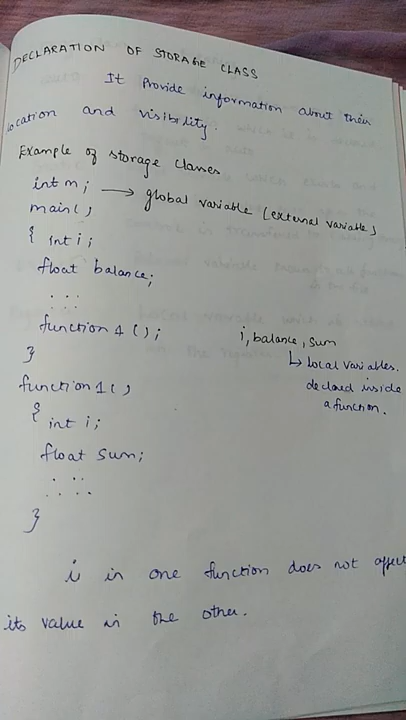 DECLARATION OF STORAGE CLASS
It Provide information about their
location and visibility.
Example of storage classes
int m; → global variable (external variable)
main()
{ int i;
float balance;
. . .
. . .
function 1 ();
}
i, balance, sum
↳ local variables.
declared inside
a function.
function 1()
{ int i;
float sum;
. . . .
. . . .
}
i in one function does not affect
its value in the other.